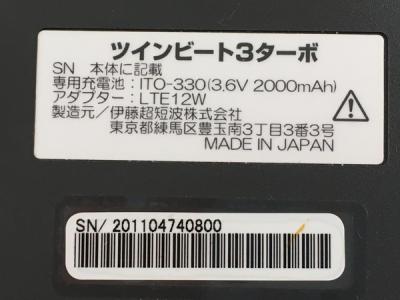 ツインビート3ターボ
SN 本体に記載
専用充電池:ITO-330(3.6V 2000mAh)
アダプター:LTE12W
製造元/伊藤超短波株式会社
東京都練馬区豊玉南3丁目3番3号
MADE IN JAPAN
SN/201104740800